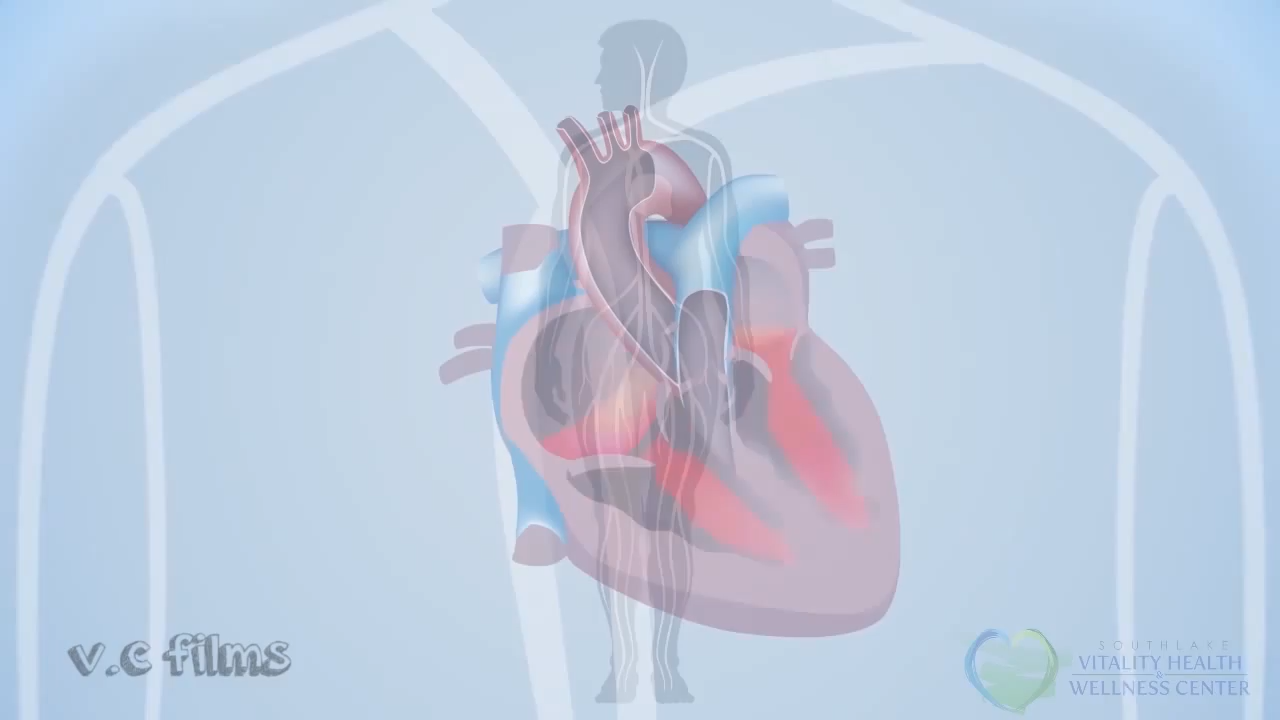 v.c films
SOUTHLAKE
VITALITY HEALTH
&
WELLNESS CENTER